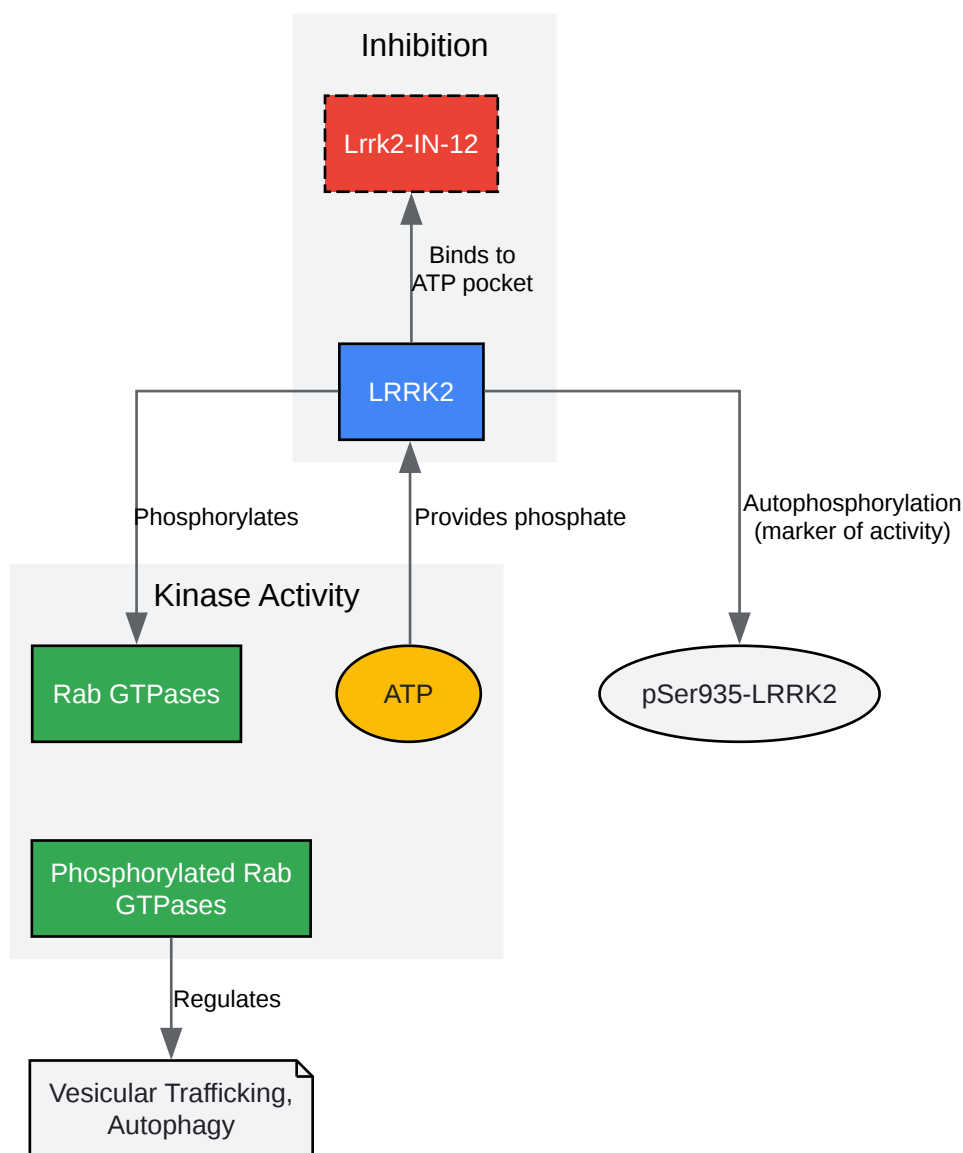 Inhibition
Lrrk2-IN-12
Binds to
ATP pocket
LRRK2
Phosphorylates
Provides phosphate
Autophosphorylation
(marker of activity)
Kinase Activity
Rab GTPases
ATP
pSer935-LRRK2
Phosphorylated Rab
GTPases
Regulates
Vesicular Trafficking,
Autophagy